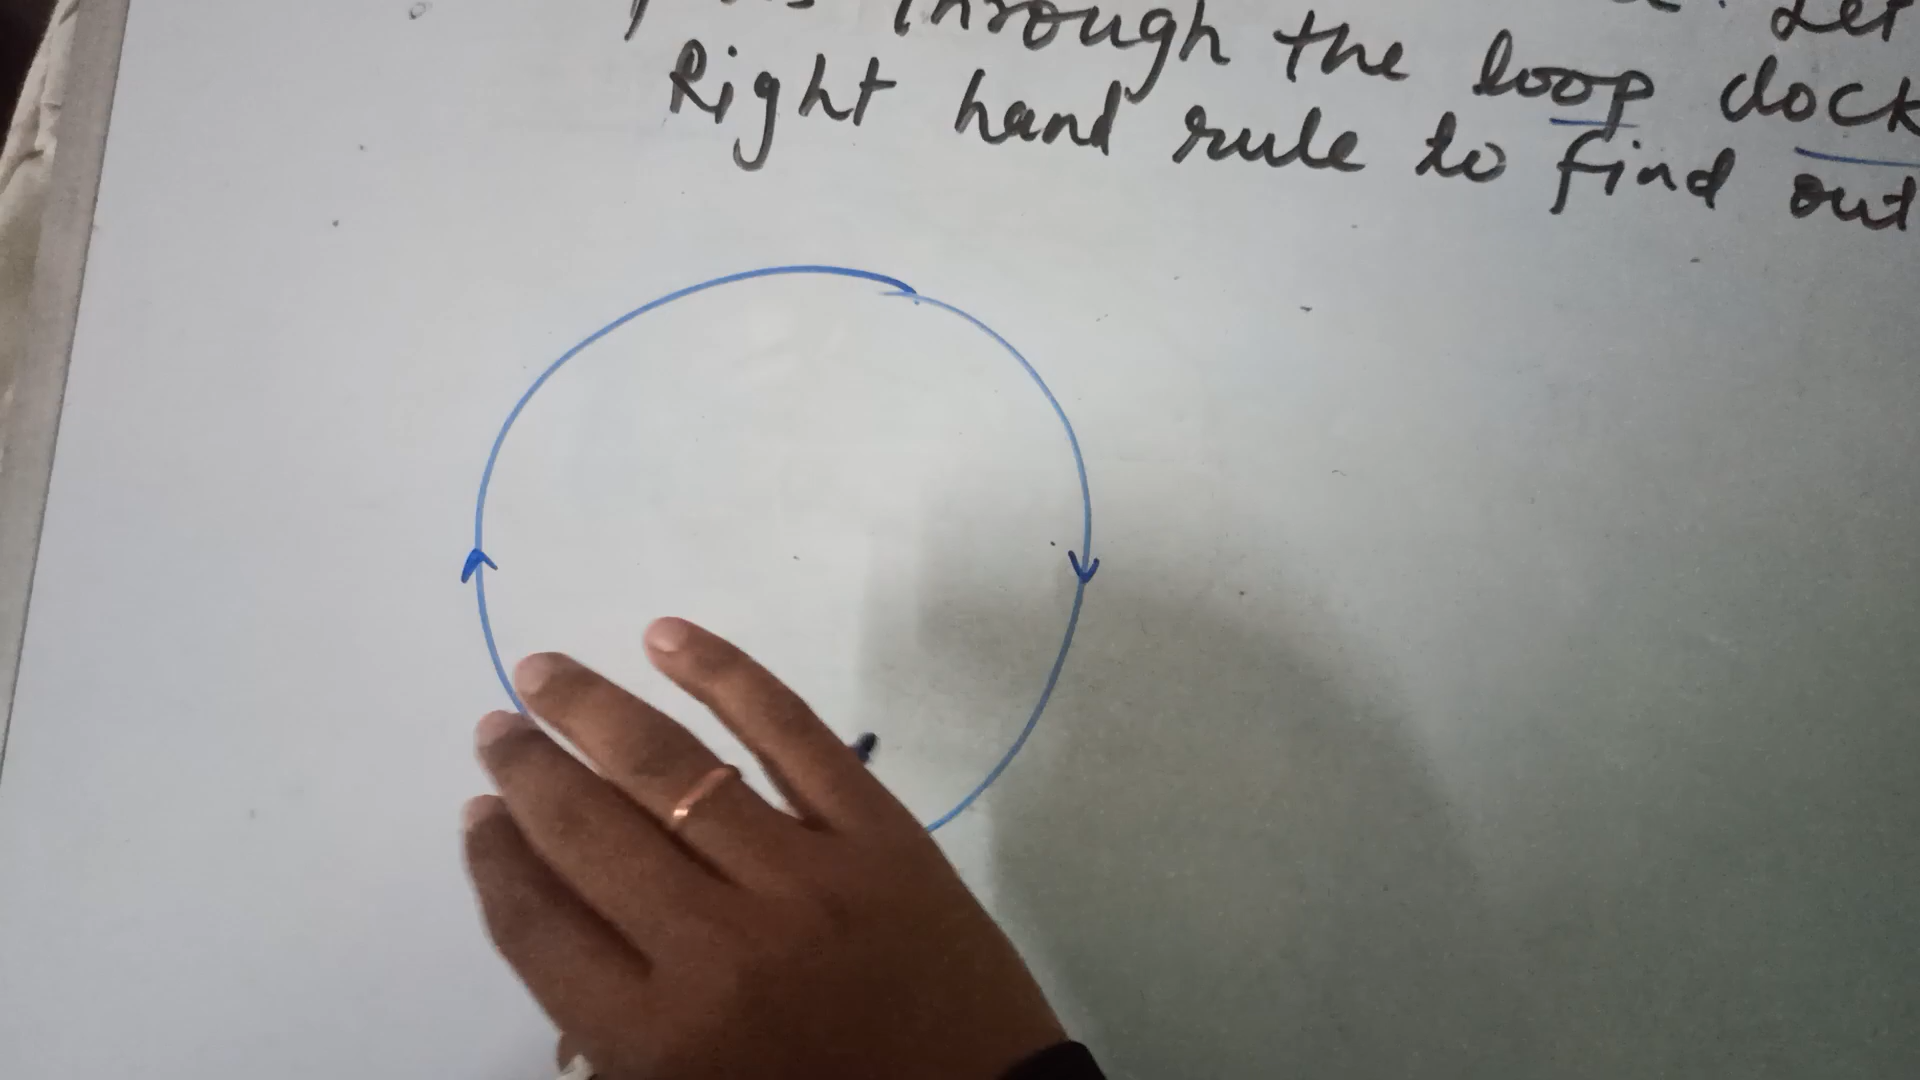 through the loop clock
Right hand rule to find out